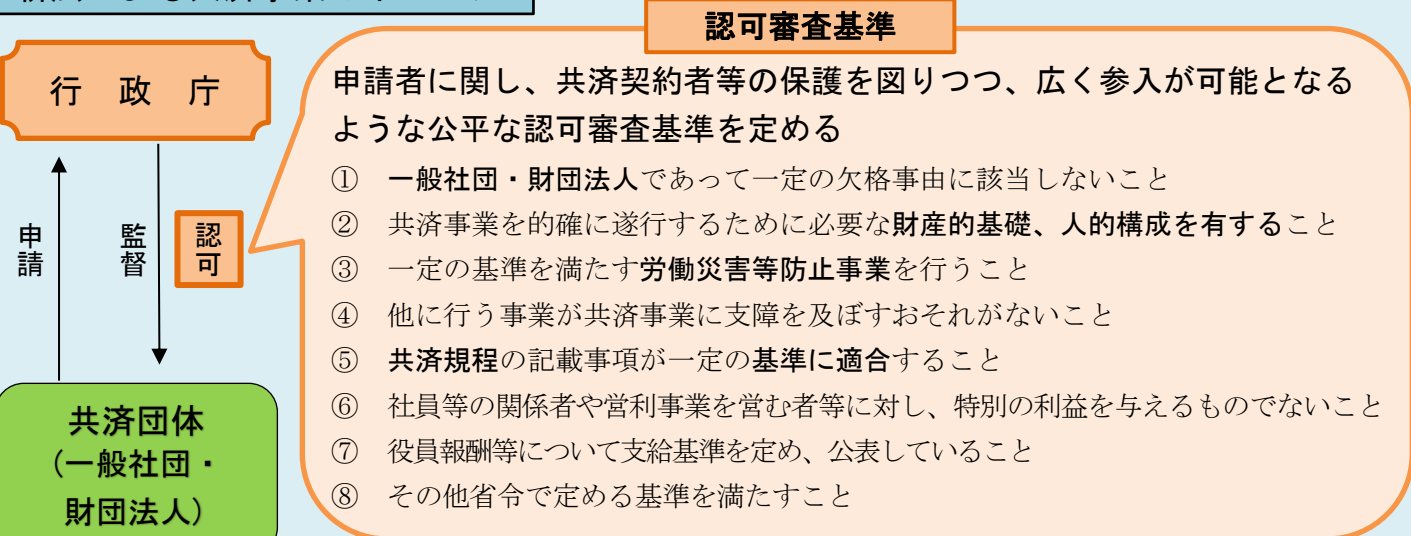 認可審査基準
行政庁
申請者に関し、共済契約者等の保護を図りつつ、広く参入が可能となる
ような公平な認可審査基準を定める
① 一般社団・財団法人であって一定の欠格事由に該当しないこと
② 共済事業を的確に遂行するために必要な財産的基礎、人的構成を有すること
③ 一定の基準を満たす労働災害等防止事業を行うこと
④ 他に行う事業が共済事業に支障を及ぼすおそれがないこと
⑤ 共済規程の記載事項が一定の基準に適合すること
⑥ 社員等の関係者や営利事業を営む者等に対し、特別の利益を与えるものでないこと
⑦ 役員報酬等について支給基準を定め、公表していること
⑧ その他省令で定める基準を満たすこと
申請
監督
認可
共済団体
(一般社団・
財団法人)